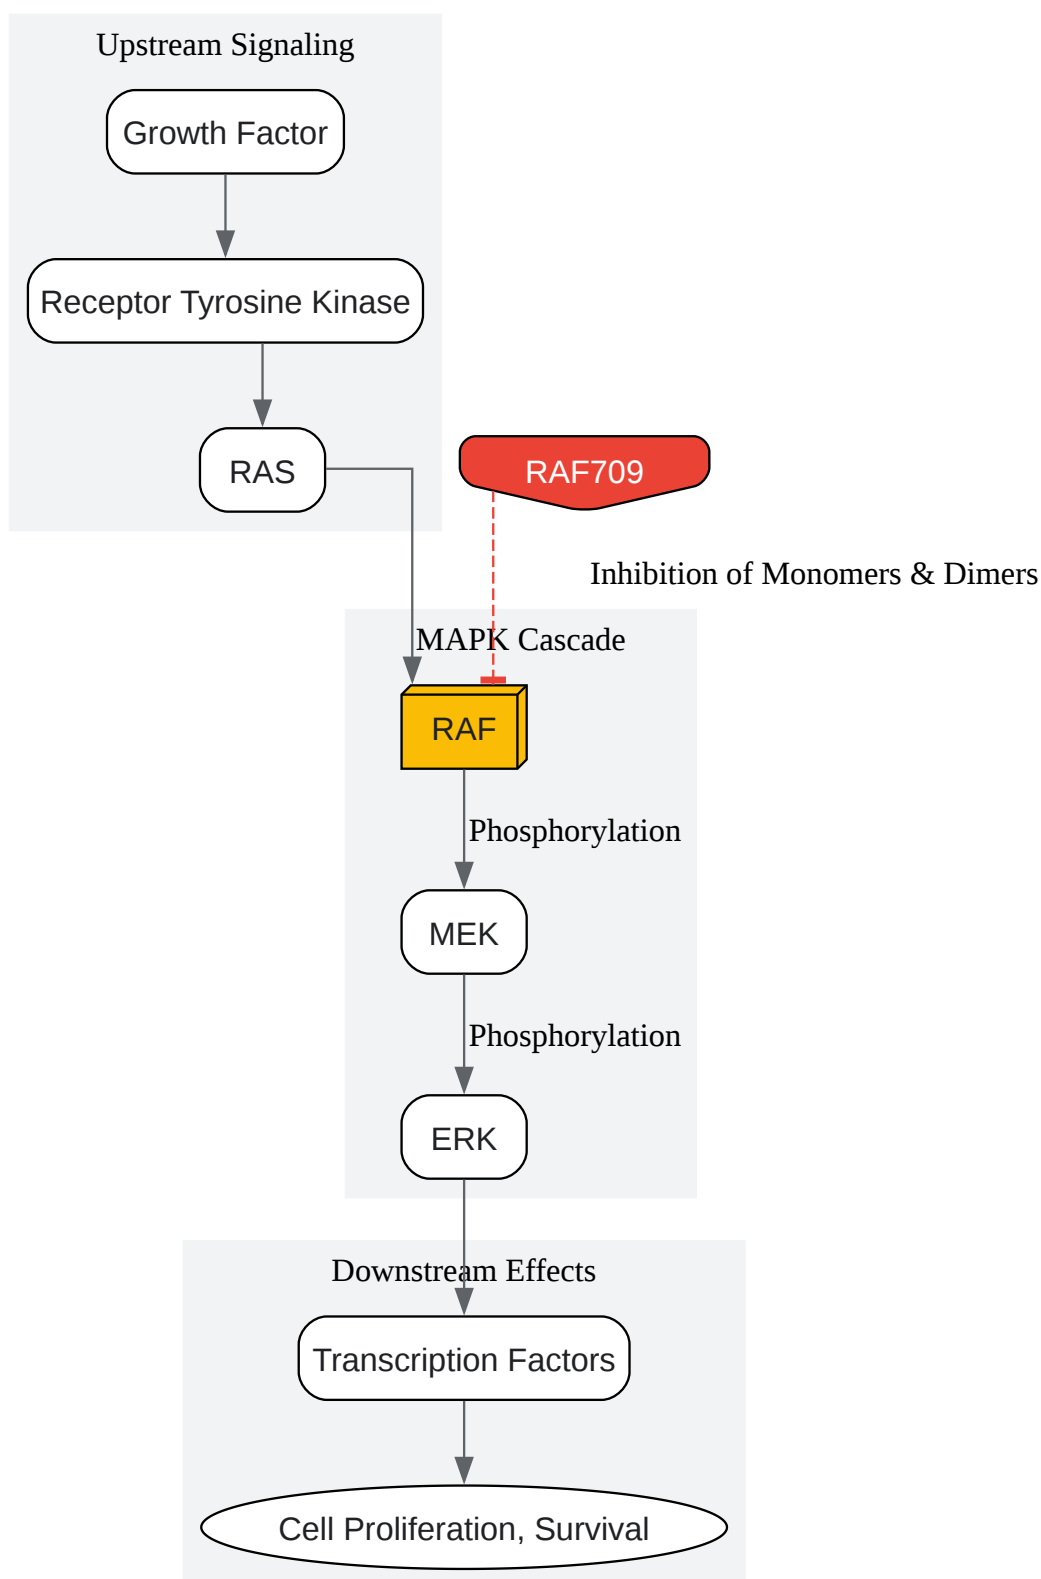 Upstream Signaling
Growth Factor
Receptor Tyrosine Kinase
RAS
RAF709
Inhibition of Monomers & Dimers
MAPK Cascade
RAF
Phosphorylation
MEK
Phosphorylation
ERK
Downstream Effects
Transcription Factors
Cell Proliferation, Survival